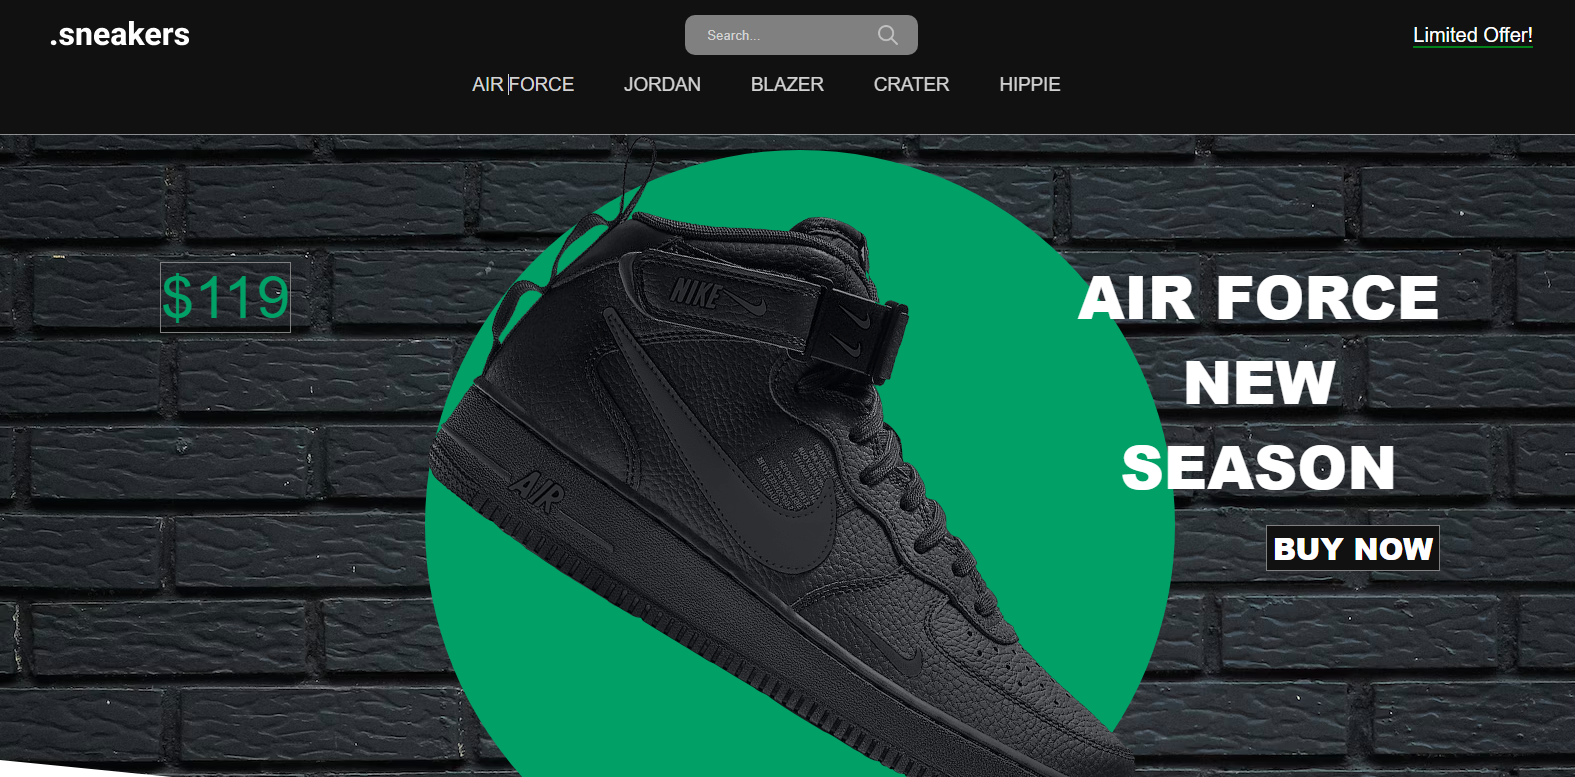 .sneakers
Search...
Limited Offer!
AIR FORCE
JORDAN
BLAZER
CRATER
HIPPIE
$119
AIR FORCE
NEW
SEASON
BUY NOW
NIKE
AIR